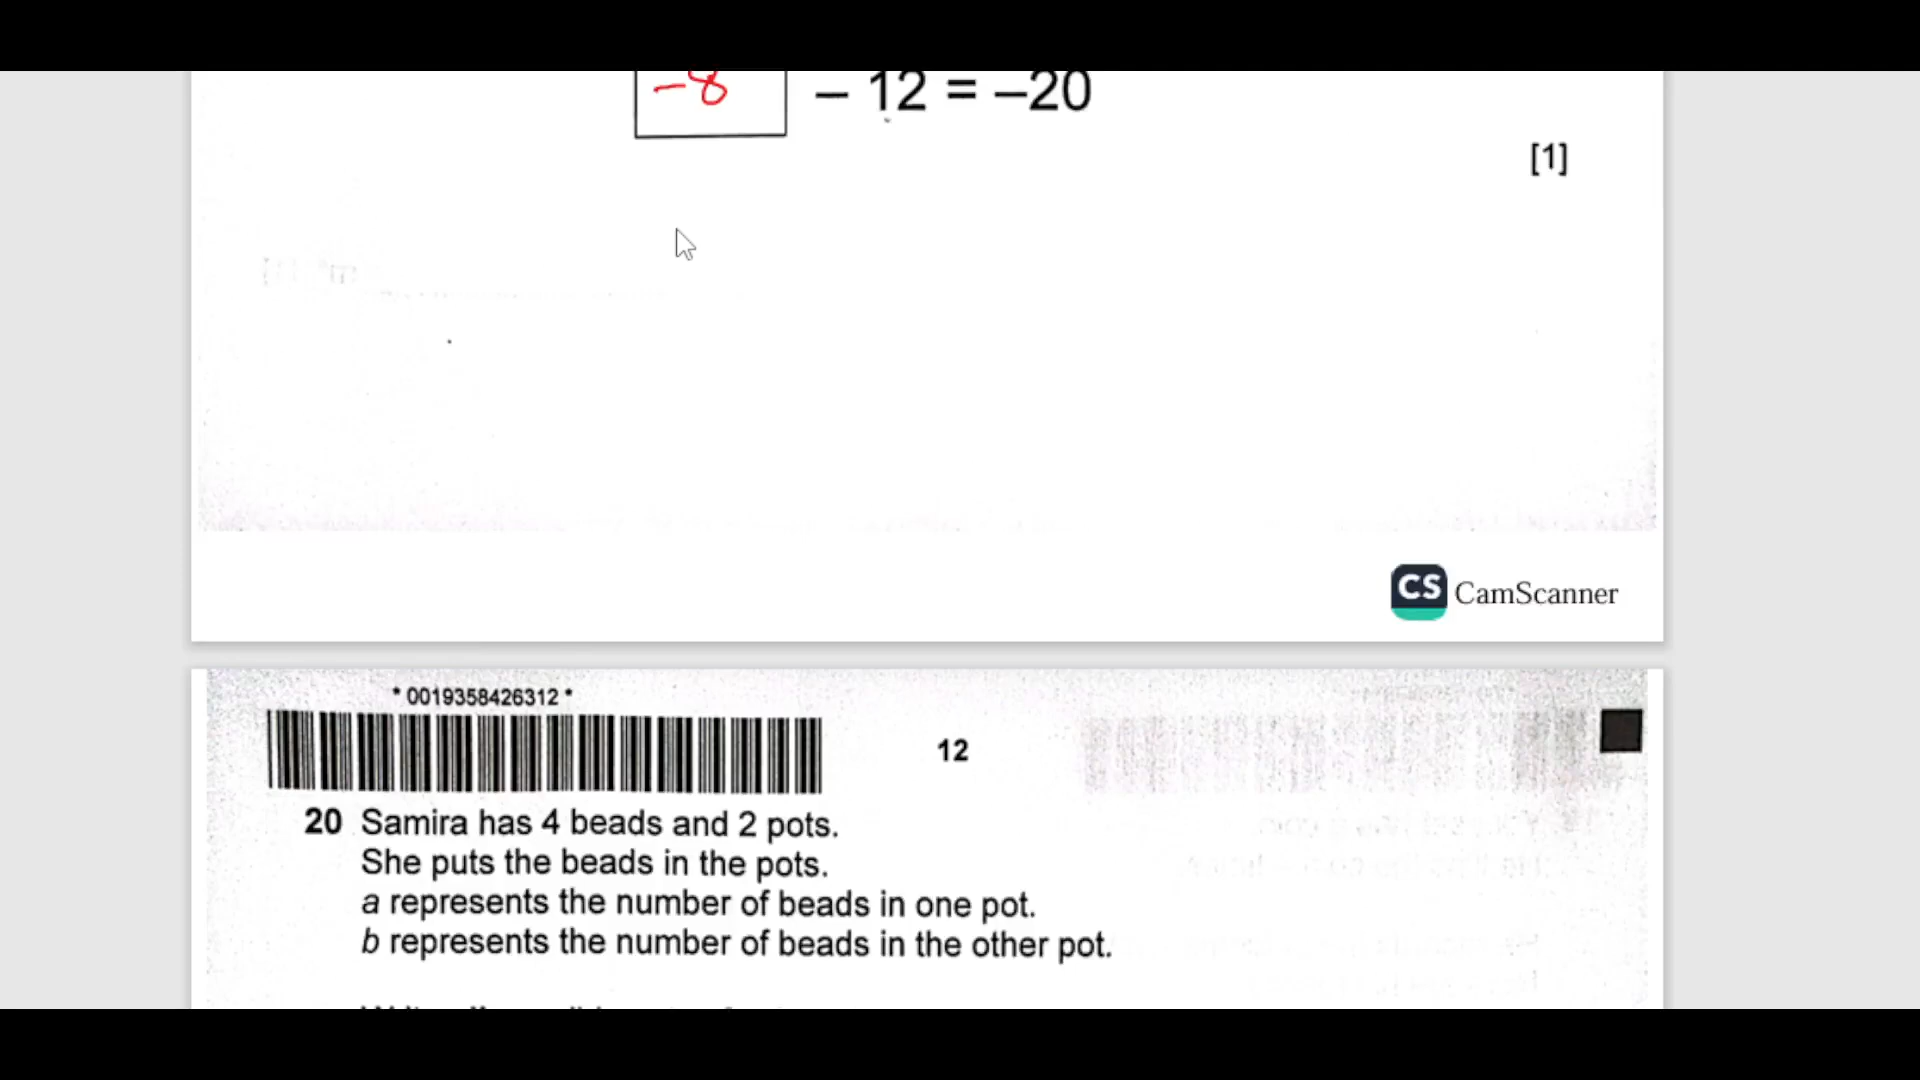 -8 – 12 = –20
[1]
CS CamScanner
* 0019358426312 *
12
20 Samira has 4 beads and 2 pots.
She puts the beads in the pots.
a represents the number of beads in one pot.
b represents the number of beads in the other pot.